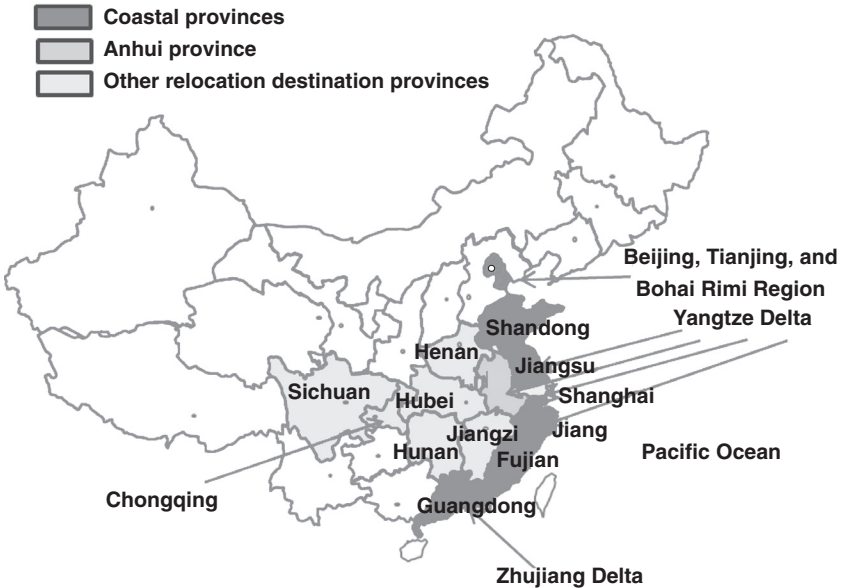 Coastal provinces
Anhui province
Other relocation destination provinces
Beijing, Tianjing, and
Bohai Rimi Region
Yangtze Delta
Shandong
Henan
Jiangsu
Sichuan
Hubei
Shanghai
Jiangzi
Jiang
Hunan
Fujian
Pacific Ocean
Chongqing
Guangdong
Zhujiang Delta